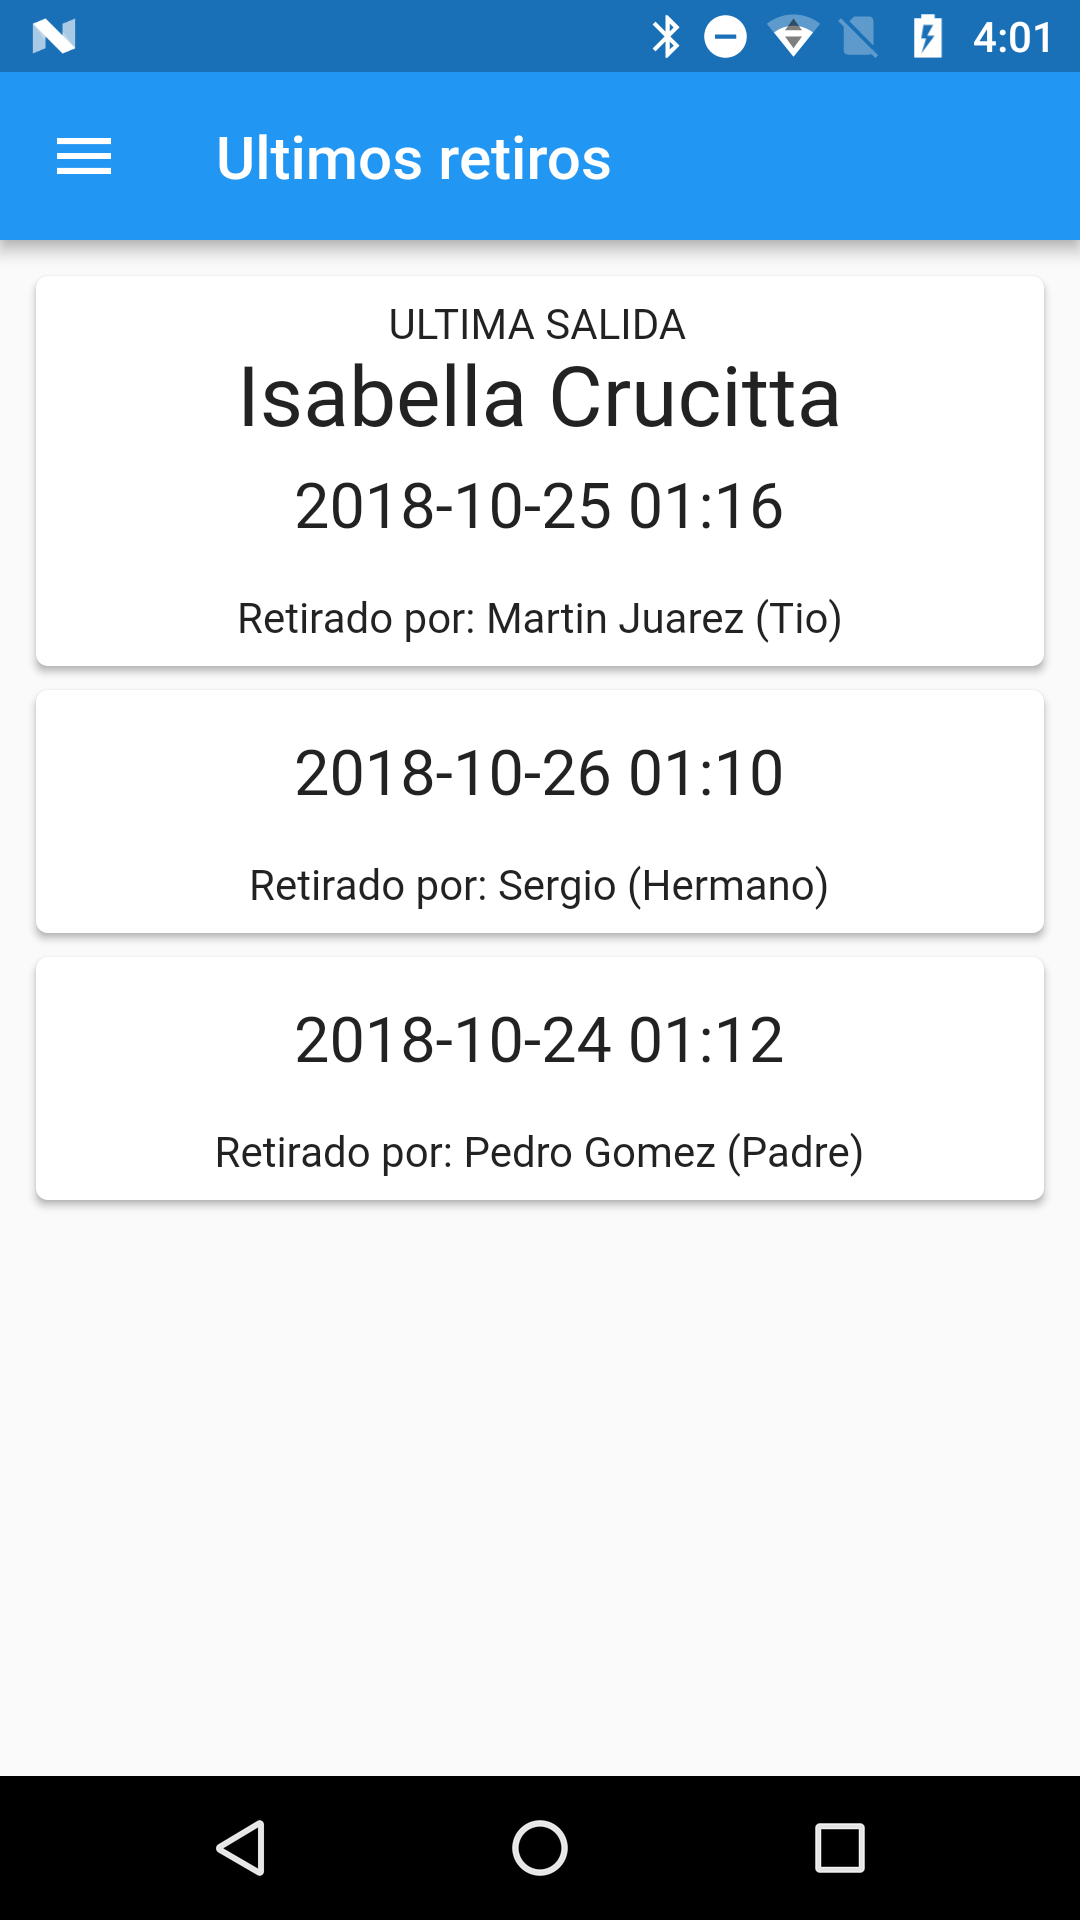 4:01
Ultimos retiros
ULTIMA SALIDA
Isabella Crucitta
2018-10-25 01:16
Retirado por: Martin Juarez (Tio)
2018-10-26 01:10
Retirado por: Sergio (Hermano)
2018-10-24 01:12
Retirado por: Pedro Gomez (Padre)